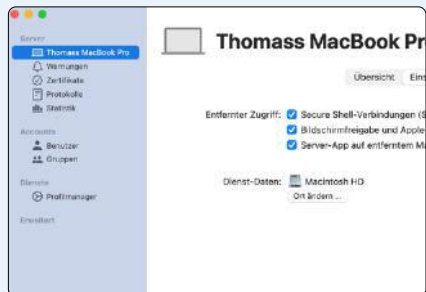 Server
Thomass MacBook Pro
Warnungen
Zertifikate
Protokolle
Statistik
Accounts
Benutzer
Gruppen
Dienste
Profilmanager
Erweitert
Thomass MacBook Pr
Übersicht Eins
Entfernter Zugriff: Secure Shell-Verbindungen (S
Bildschirmfreigabe und Apple
Server-App auf entferntem Ma
Dienst-Daten: Macintosh HD
Ort ändern ...